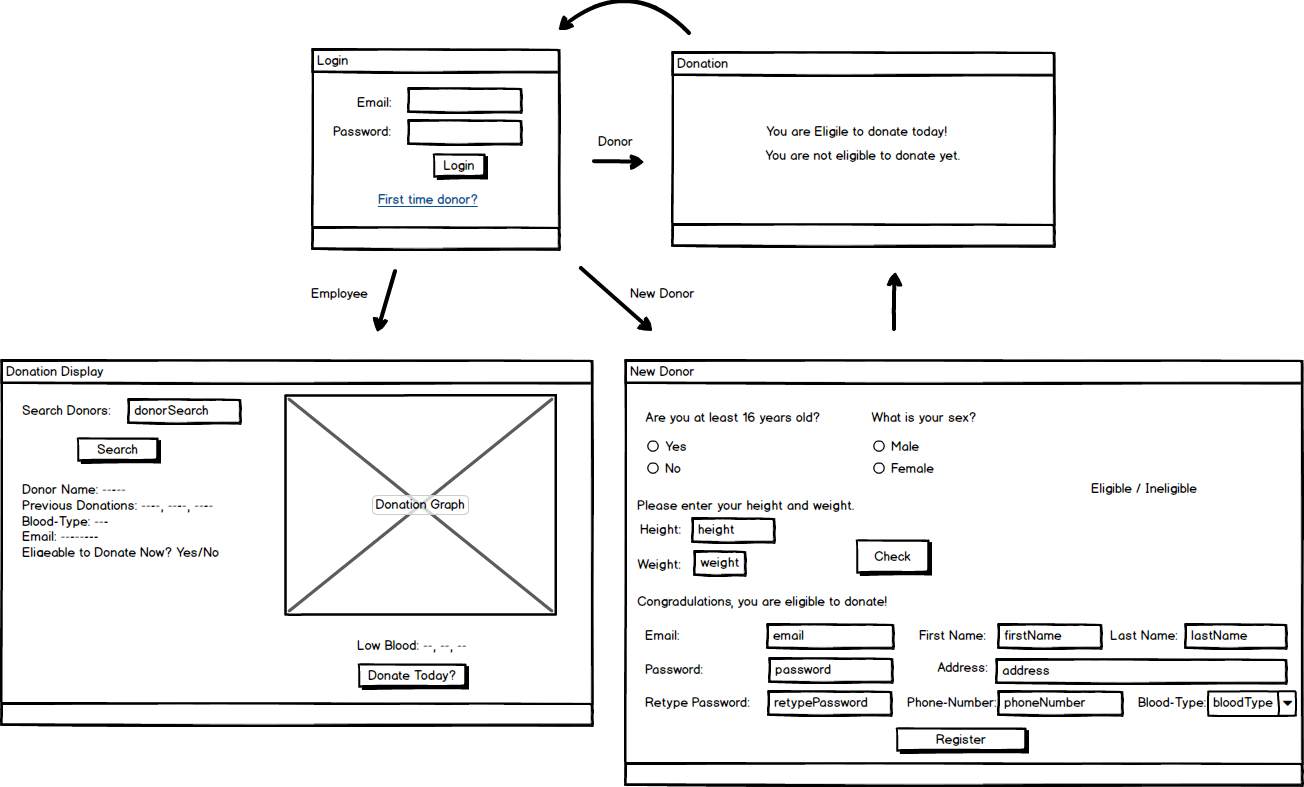 Login
Email:
Password:
Login
First time donor?
Donor
Donation
You are Eligile to donate today!
You are not eligible to donate yet.
Employee
New Donor
Donation Display
Search Donors: donorSearch
Search
Donor Name: -----
Previous Donations: ----, ----, ----
Blood-Type: ---
Email: --------
Eligeable to Donate Now? Yes/No
Donation Graph
Low Blood: --, --, --
Donate Today?
New Donor
Are you at least 16 years old?
Yes
No
What is your sex?
Male
Female
Eligible / Ineligible
Please enter your height and weight.
Height: height
Weight: weight
Check
Congradulations, you are eligible to donate!
Email: email First Name: firstName Last Name: lastName
Password: password Address: address
Retype Password: retypePassword Phone-Number: phoneNumber Blood-Type: bloodType
Register